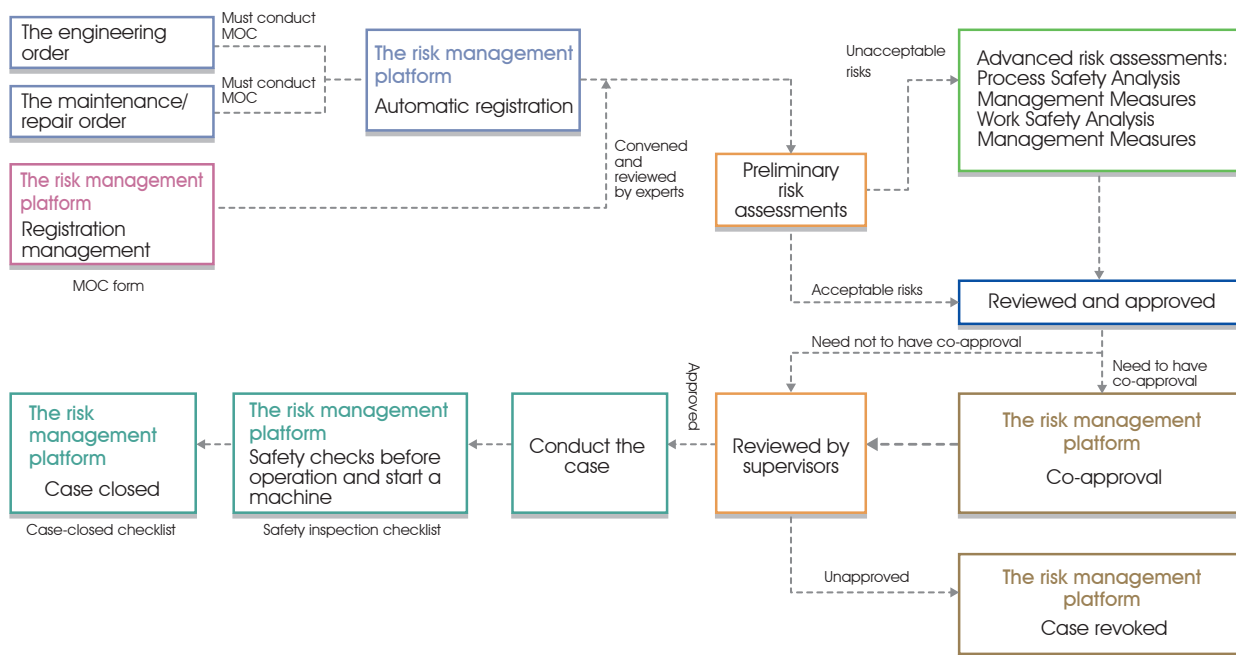 The engineering
order
Must conduct
MOC
The maintenance/
repair order
Must conduct
MOC
The risk management
platform
Automatic registration
The risk management
platform
Registration
management
MOC form
Convened
and
reviewed
by experts
Preliminary
risk
assessments
Unacceptable
risks
Advanced risk assessments:
Process Safety Analysis
Management Measures
Work Safety Analysis
Management Measures
Acceptable risks
Reviewed and approved
Need not to have co-approval
Need to have
co-approval
The risk management
platform
Co-approval
Reviewed by
supervisors
Approved
Conduct the
case
The risk management
platform
Safety checks before
operation and start a
machine
Safety inspection checklist
The risk
management
platform
Case closed
Case-closed checklist
Unapproved
The risk management
platform
Case revoked